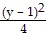 (y – 1)²
4